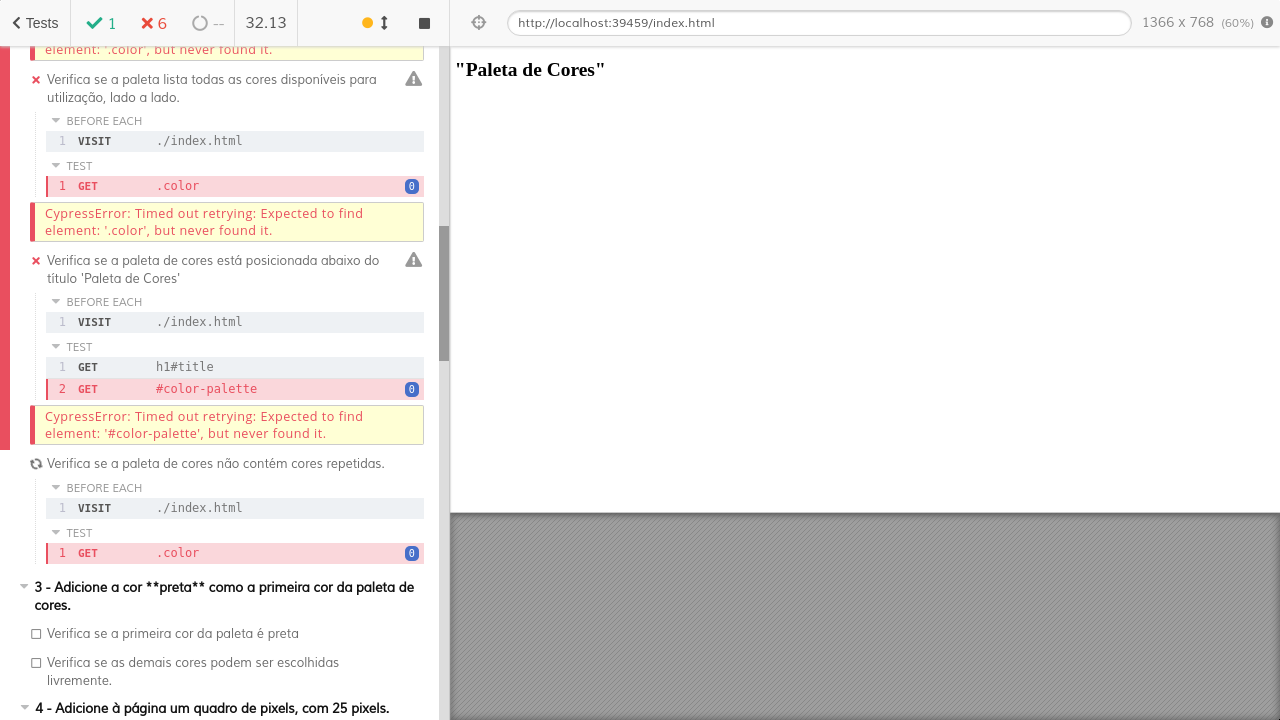 Tests 1 6 -- 32.13
http://localhost:39459/index.html 1366 x 768 (60%)
element: '.color', but never found it.
Verifica se a paleta lista todas as cores disponíveis para
utilização, lado a lado.
BEFORE EACH
1 VISIT ./index.html
TEST
1 GET .color 0
CypressError: Timed out retrying: Expected to find
element: '.color', but never found it.
Verifica se a paleta de cores está posicionada abaixo do
título 'Paleta de Cores'
BEFORE EACH
1 VISIT ./index.html
TEST
1 GET h1#title
2 GET #color-palette 0
CypressError: Timed out retrying: Expected to find
element: '#color-palette', but never found it.
Verifica se a paleta de cores não contém cores repetidas.
BEFORE EACH
1 VISIT ./index.html
TEST
1 GET .color 0
3 - Adicione a cor **preta** como a primeira cor da paleta de
cores.
Verifica se a primeira cor da paleta é preta
Verifica se as demais cores podem ser escolhidas
livremente.
4 - Adicione à página um quadro de pixels, com 25 pixels.
"Paleta de Cores"